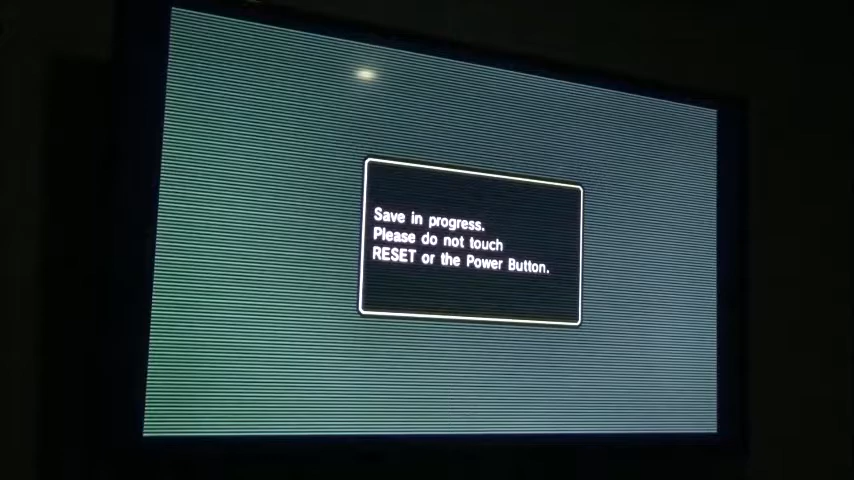 Save in progress.
Please do not touch
RESET or the Power Button.